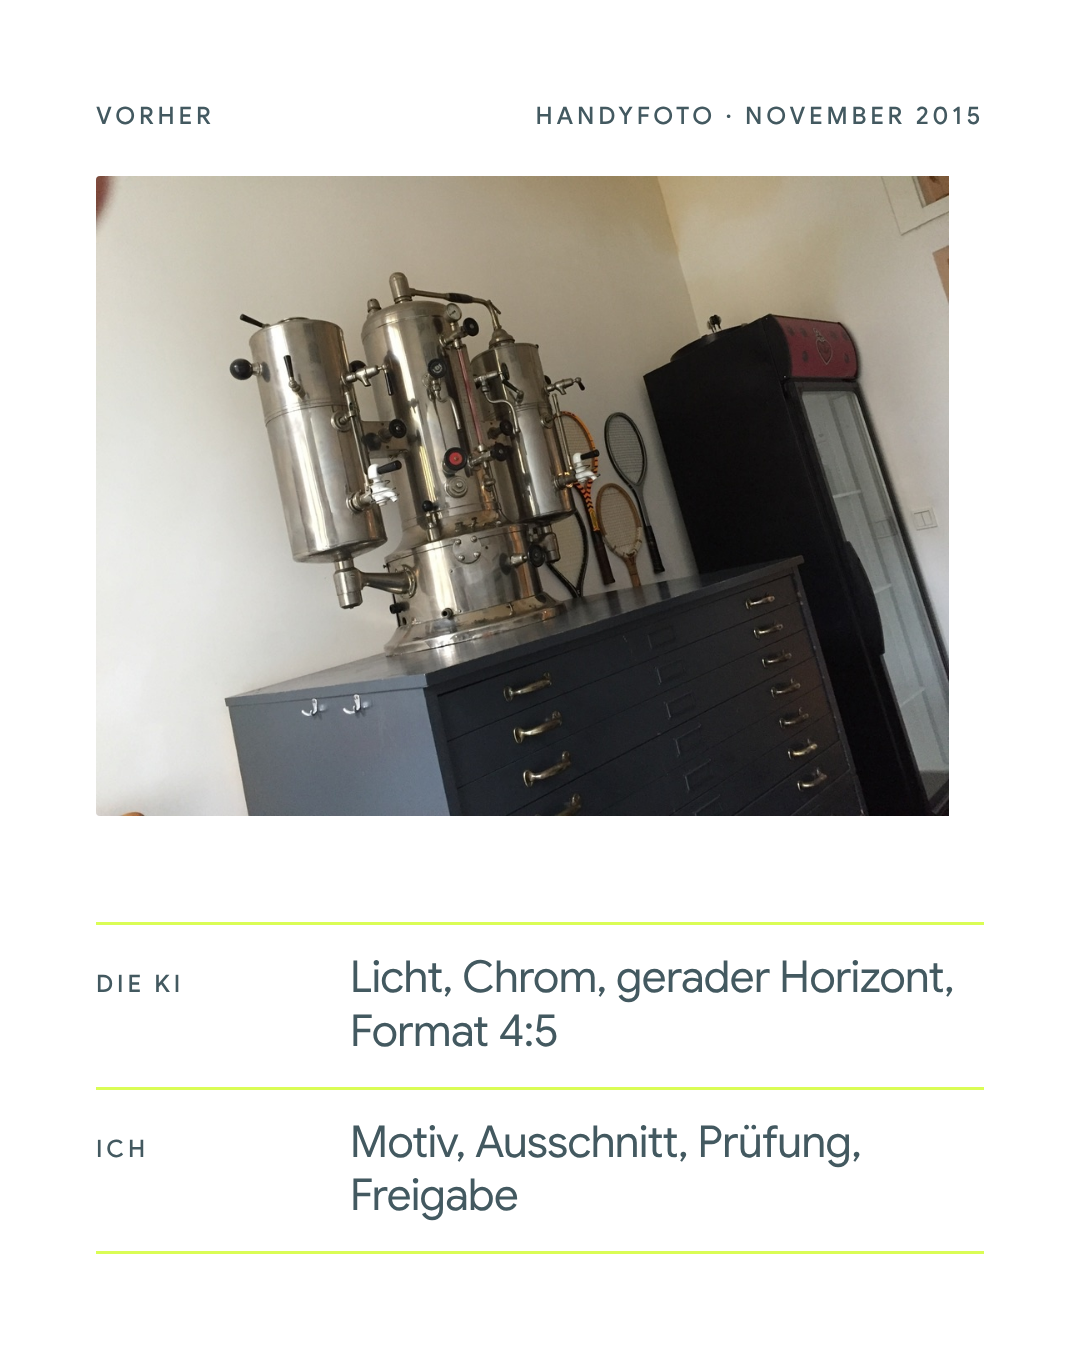 VORHER
HANDYFOTO · NOVEMBER 2015
DIE KI
Licht, Chrom, gerader Horizont,
Format 4:5
ICH
Motiv, Ausschnitt, Prüfung,
Freigabe